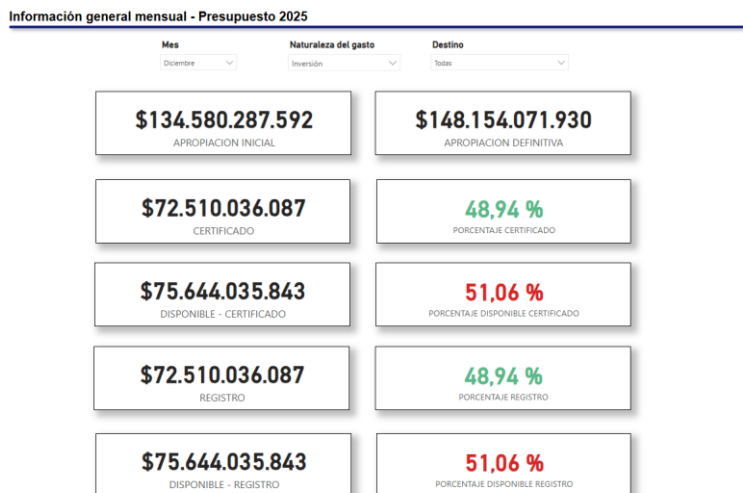 Información general mensual - Presupuesto 2025
Mes Naturaleza del gasto Destino
Diciembre Inversión Todas
$134.580.287.592 $148.154.071.930
APROPIACION INICIAL APROPIACION DEFINITIVA
$72.510.036.087 48,94 %
CERTIFICADO PORCENTAJE CERTIFICADO
$75.644.035.843 51,06 %
DISPONIBLE - CERTIFICADO PORCENTAJE DISPONIBLE CERTIFICADO
$72.510.036.087 48,94 %
REGISTRO PORCENTAJE REGISTRO
$75.644.035.843 51,06 %
DISPONIBLE - REGISTRO PORCENTAJE DISPONIBLE REGISTRO